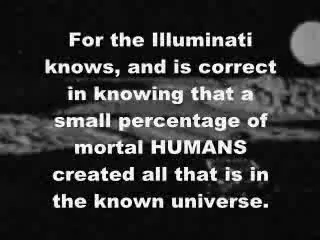 For the Illuminati
knows, and is correct
in knowing that a
small percentage of
mortal HUMANS
created all that is in
the known universe.